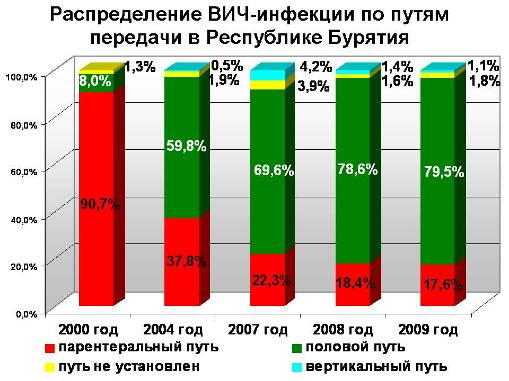 Распределение ВИЧ-инфекции по путям
передачи в Республике Бурятия
1,3% 0,5% 4,2% 1,4% 1,1%
100,0% 8,0% 1,9% 3,9% 1,6% 1,8%
80,0%
59,8% 69,6% 78,6% 79,5%
60,0%
90,7%
40,0%
37,8% 22,3% 18,4% 17,6%
20,0%
0,0%
2000 год 2004 год 2007 год 2008 год 2009 год
парентеральный путь половой путь
путь не установлен вертикальный путь